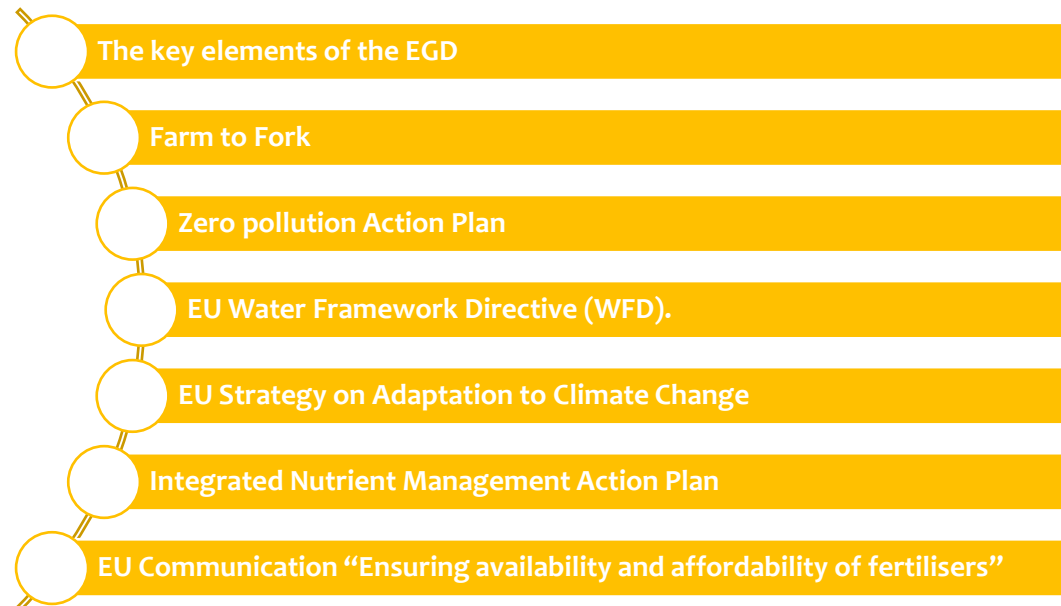 The key elements of the EGD
Farm to Fork
Zero pollution Action Plan
EU Water Framework Directive (WFD).
EU Strategy on Adaptation to Climate Change
Integrated Nutrient Management Action Plan
EU Communication “Ensuring availability and affordability of fertilisers”